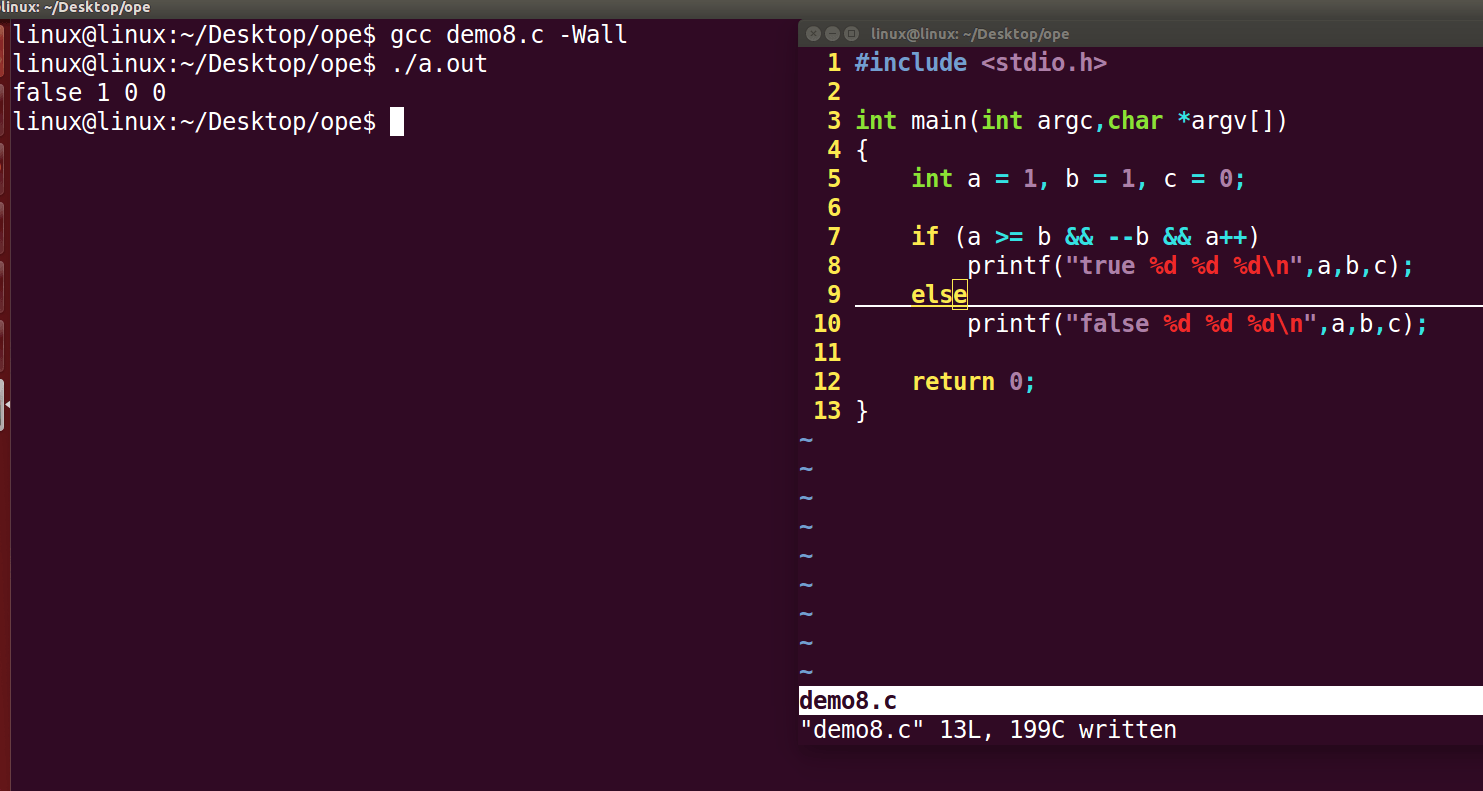 linux: ~/Desktop/ope
linux@linux:~/Desktop/ope$ gcc demo8.c -Wall
linux@linux:~/Desktop/ope$ ./a.out
false 1 0 0
linux@linux:~/Desktop/ope$
linux@linux: ~/Desktop/ope
1 #include <stdio.h>
2
3 int main(int argc,char *argv[])
4 {
5     int a = 1, b = 1, c = 0;
6
7     if (a >= b && --b && a++)
8         printf("true %d %d %d\n",a,b,c);
9     else
10         printf("false %d %d %d\n",a,b,c);
11
12     return 0;
13 }
~
~
~
~
~
~
~
~
~
demo8.c
"demo8.c" 13L, 199C written